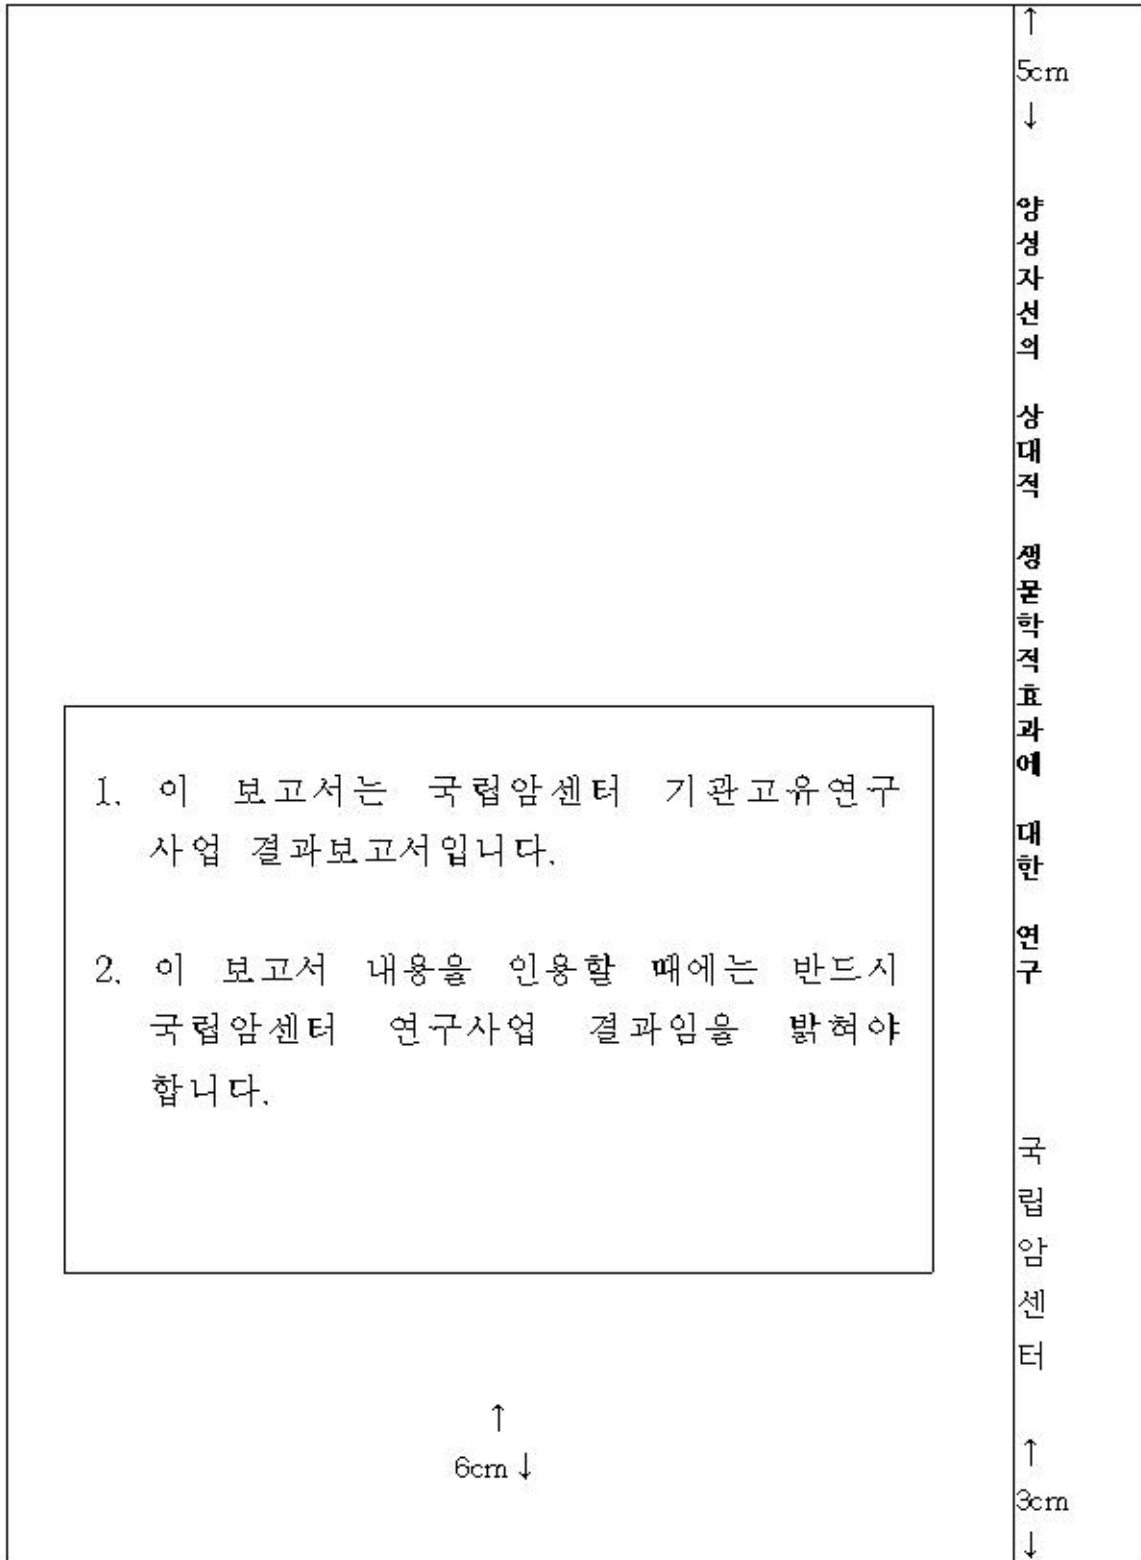 1. 이 보고서는 국립암센터 기관고유연구
사업 결과보고서입니다.
2. 이 보고서 내용을 인용할 때에는 반드시
국립암센터 연구사업 결과임을 밝혀야
합니다.
↑
6cm ↓
↑
5cm
↓
양성자선의 상대적 생물학적효과에 대한 연구
국립암센터
↑
3cm
↓